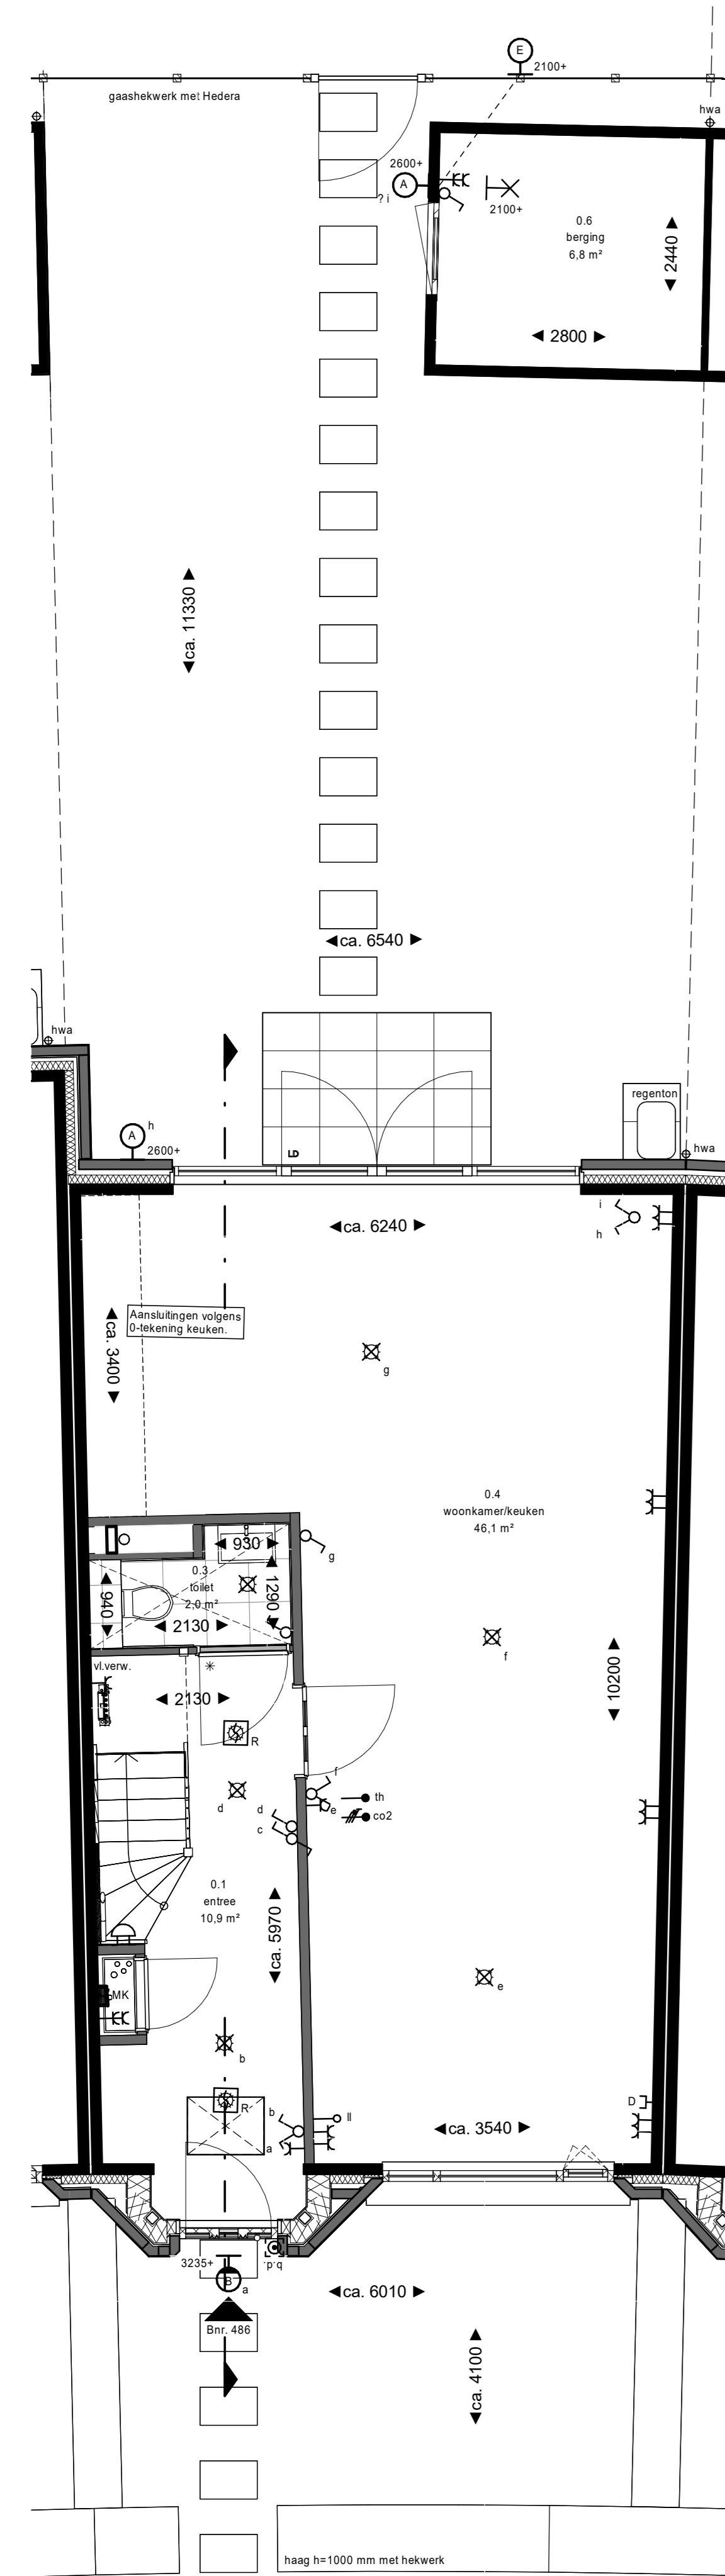 E
2100+
gaashekwerk met Hedera
hwa
2600+
A
? i
2100+
0.6
berging
6,8 m²
2440
2800
ca. 11330
ca. 6540
hwa
regenton
h
A
2600+
LD
hwa
ca. 6240
i
h
Aansluitingen volgens
0-tekening keuken.
ca. 3400
g
0.4
woonkamer/keuken
46,1 m²
930
g
0.3
toilet
2,0 m²
940
1290
2130
f
vl.verw.
2130
10200
R
f
th
d
d
e
co2
c
0.1
entree
10,9 m²
ca. 5970
e
MK
b
R
b
ll
D
a
ca. 3540
3235+
p q
B
a
ca. 6010
Bnr. 486
ca. 4100
haag h=1000 mm met hekwerk